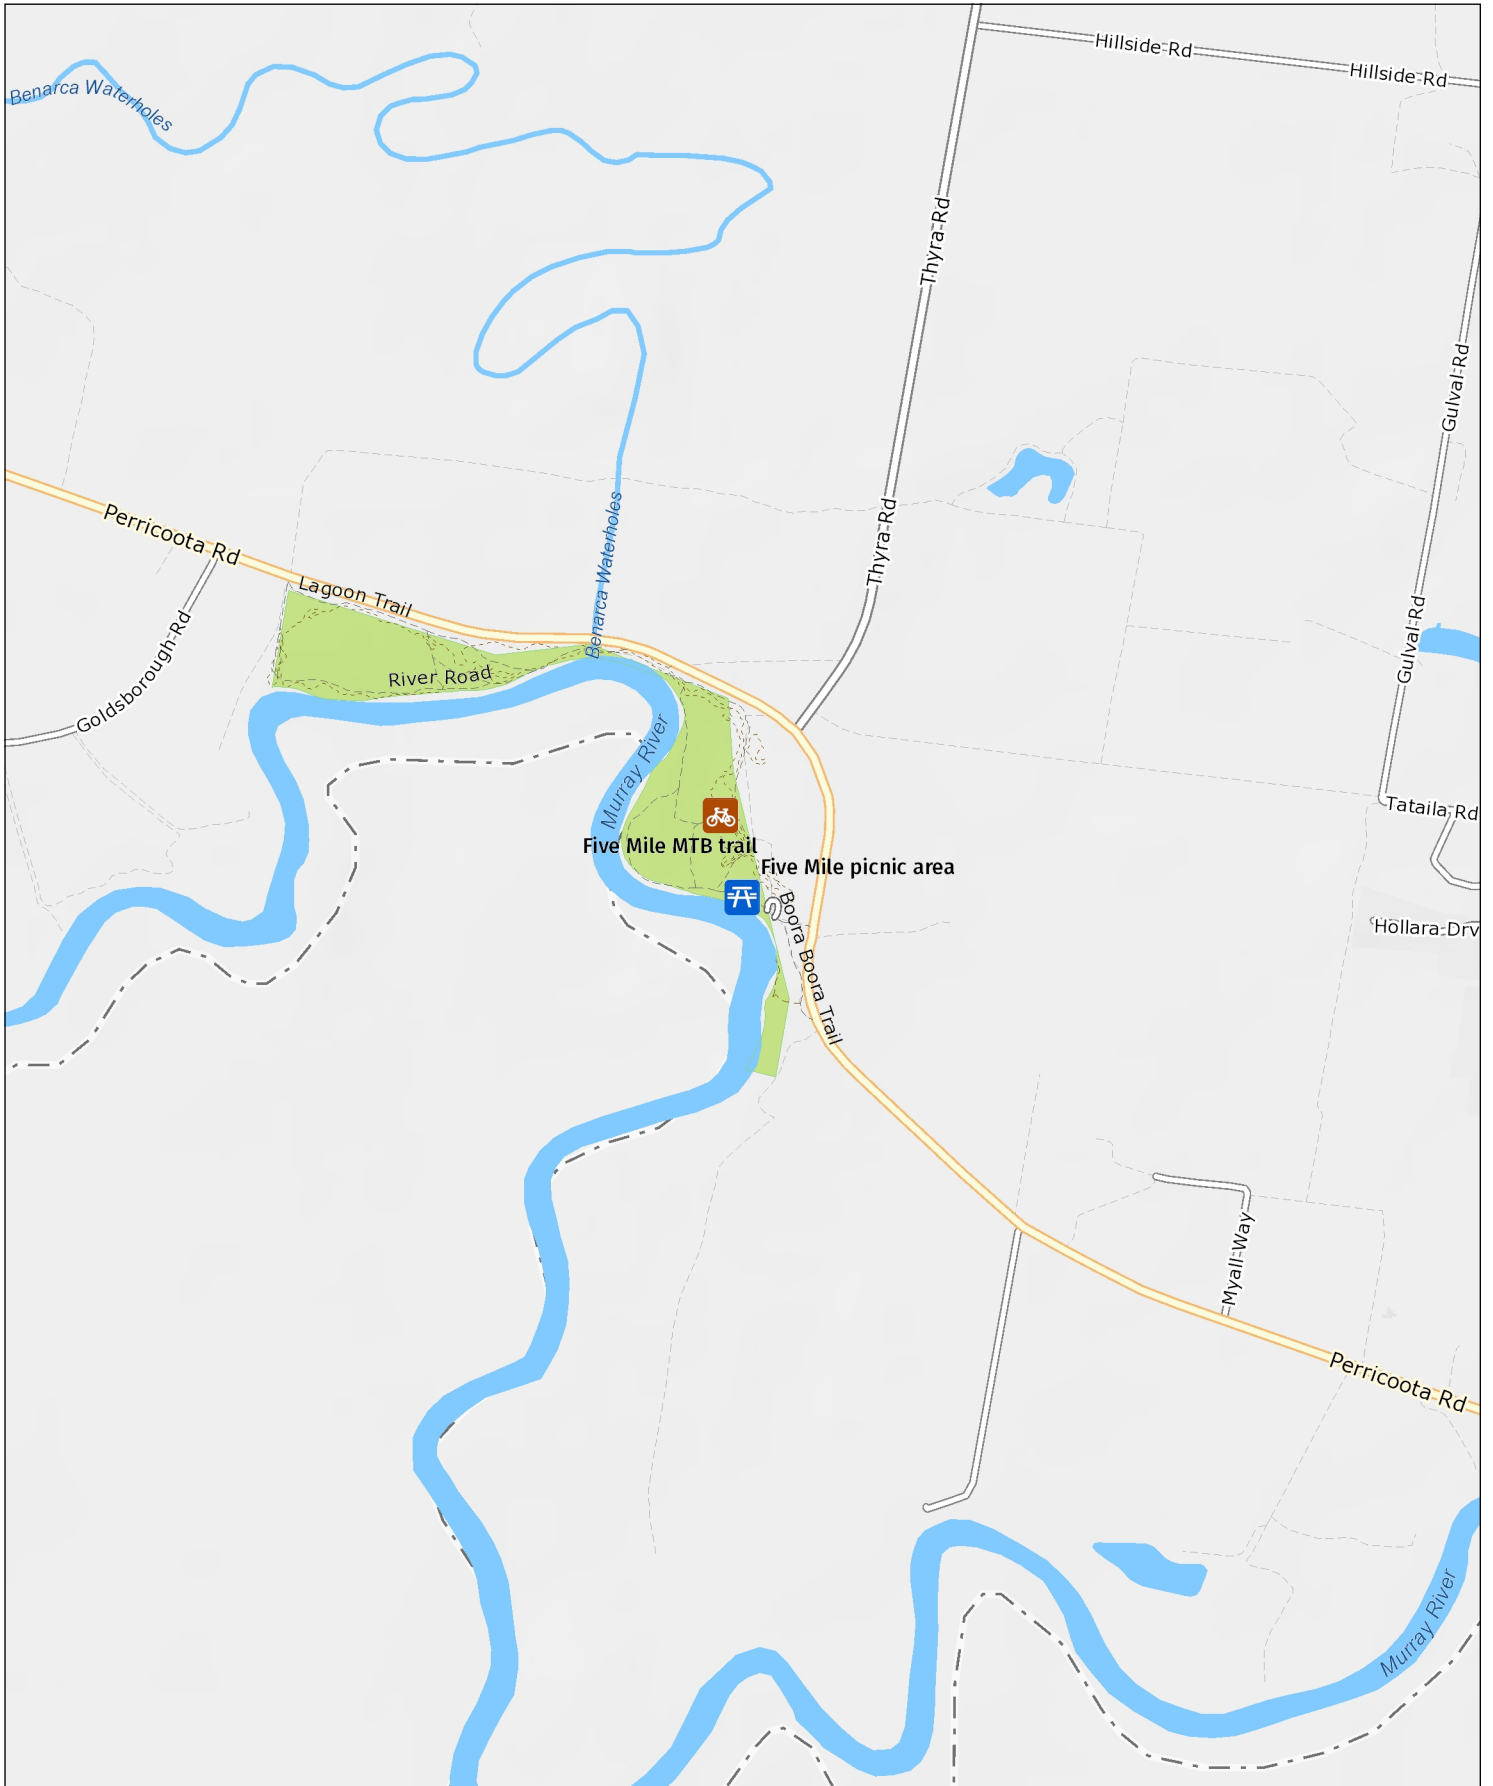 Hillside Rd
Hillside Rd
Benarca Waterholes
Thyra Rd
Gulval Rd
Thyra Rd
Perricoota Rd
Benarca Waterholes
Lagoon Trail
Gulval Rd
Goldsborough Rd
River Road
Murray River
Tataila Rd
Five Mile MTB trail
Five Mile picnic area
Boora Boora Trail
Hollara Drv
Myall Way
Perricoota Rd
Murray River